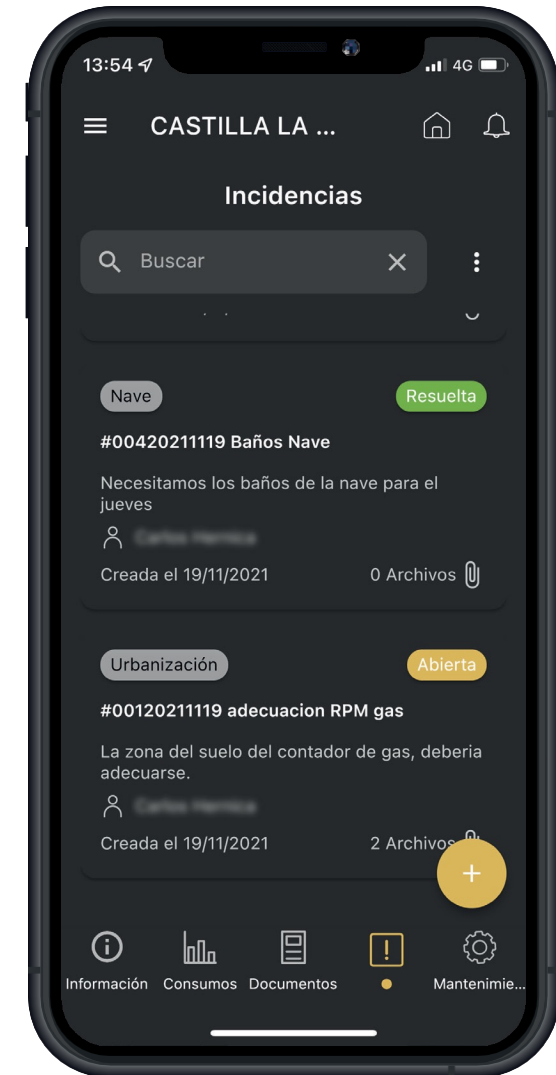 13:54
4G
CASTILLA LA ...
Incidencias
Buscar
Nave
Resuelta
#00420211119 Baños Nave
Necesitamos los baños de la nave para el
jueves
Creada el 19/11/2021
0 Archivos
Urbanización
Abierta
#00120211119 adecuacion RPM gas
La zona del suelo del contador de gas, deberia
adecuarse.
Creada el 19/11/2021
2 Archivos
+
Información Consumos Documentos Mantenimie...